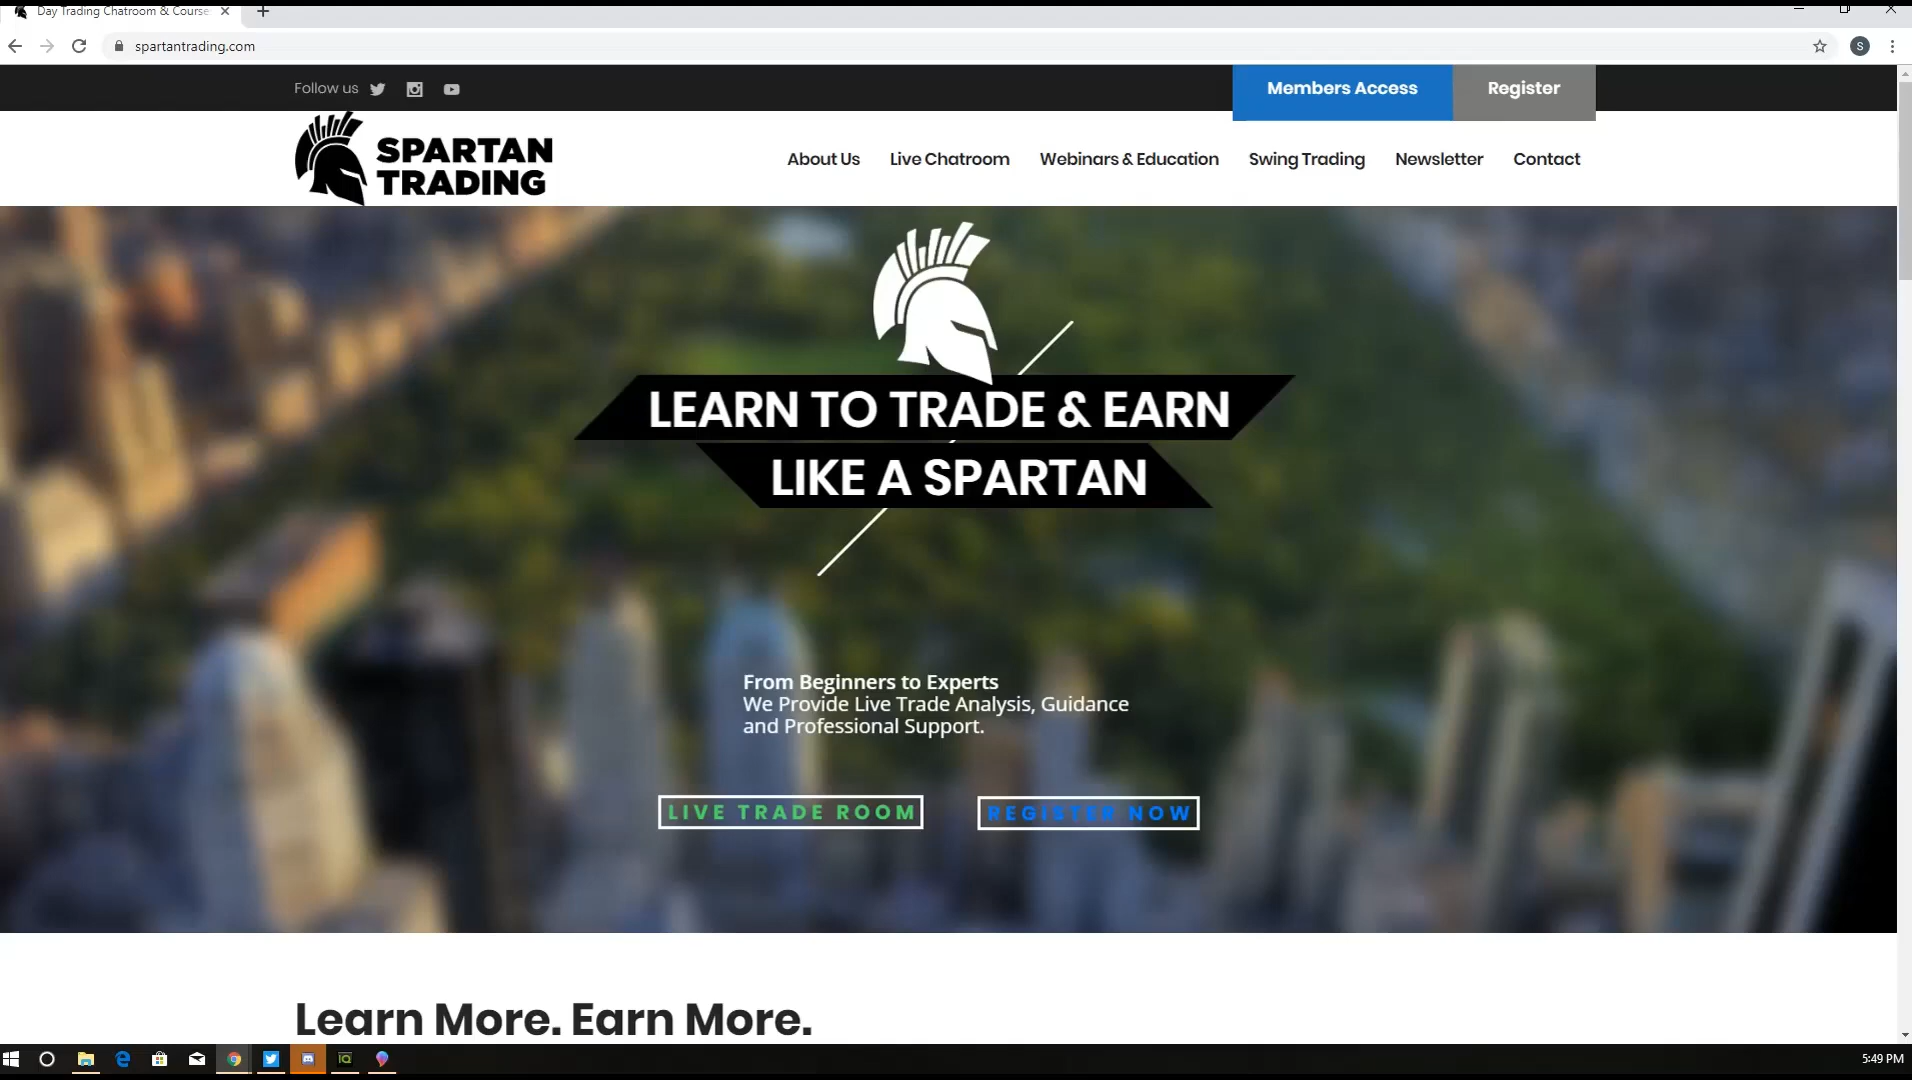 Day Trading Chatroom & Course
spartantrading.com
S
Follow us
Members Access
Register
SPARTAN
TRADING
About Us
Live Chatroom
Webinars & Education
Swing Trading
Newsletter
Contact
LEARN TO TRADE & EARN
LIKE A SPARTAN
From Beginners to Experts
We Provide Live Trade Analysis, Guidance
and Professional Support.
LIVE TRADE ROOM
REGISTER NOW
Learn More. Earn More.
5:49 PM